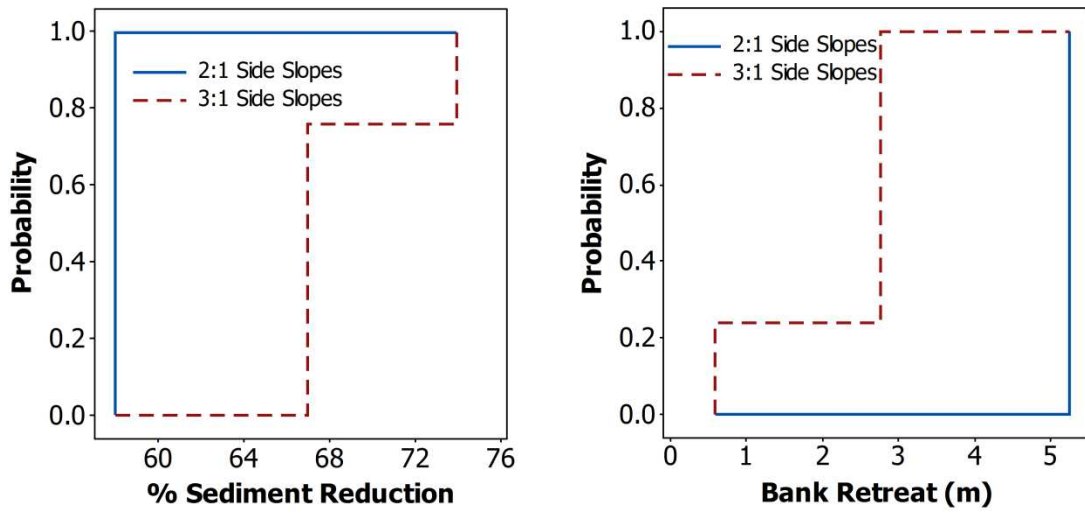 Probability
1.0
0.8
0.6
0.4
0.2
0.0
2:1 Side Slopes
3:1 Side Slopes
60 64 68 72 76
% Sediment Reduction
Probability
1.0
0.8
0.6
0.4
0.2
0.0
2:1 Side Slopes
3:1 Side Slopes
0 1 2 3 4 5
Bank Retreat (m)